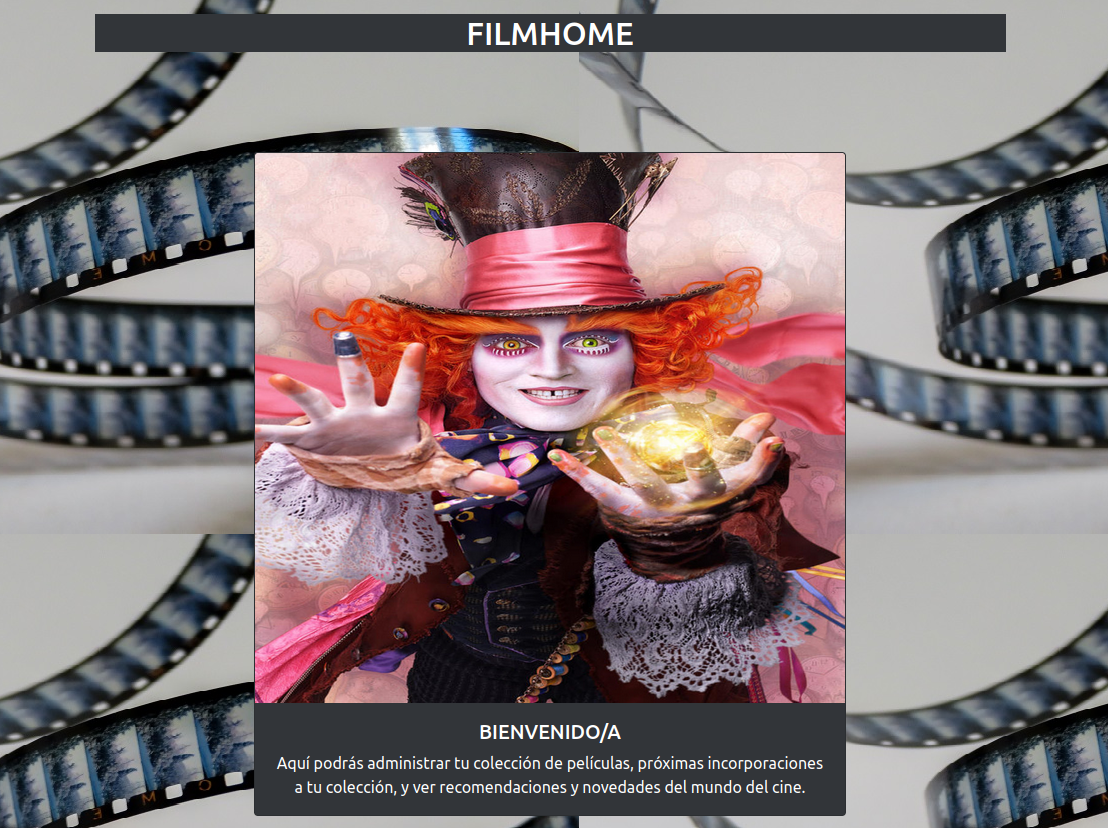 FILMHOME
BIENVENIDO/A
Aquí podrás administrar tu colección de películas, próximas incorporaciones
a tu colección, y ver recomendaciones y novedades del mundo del cine.